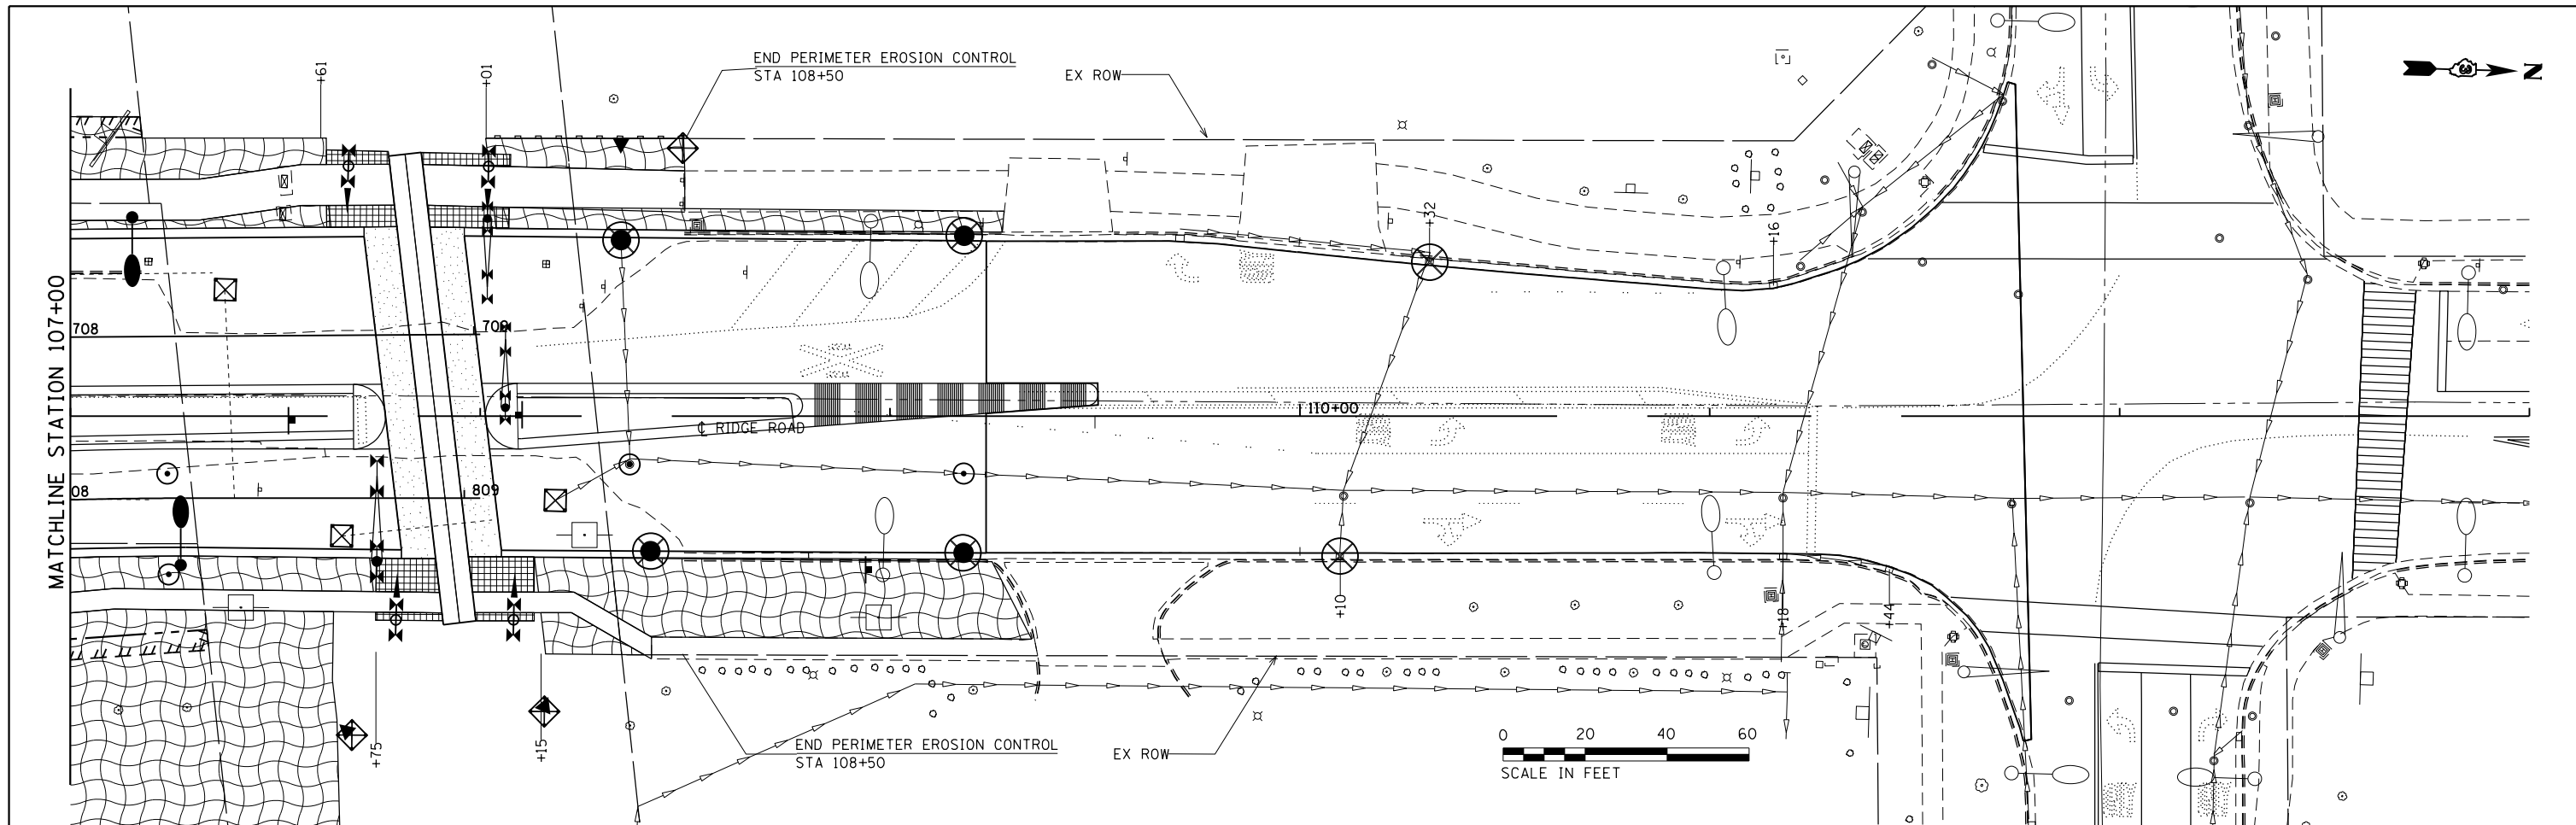 END PERIMETER EROSION CONTROL
STA 108+50
EX ROW
N
+61
+01
+32
+16
MATCHLINE STATION 107+00
708
709
110+00
℄ RIDGE ROAD
08
809
+10
+18
+44
+75
+15
END PERIMETER EROSION CONTROL
STA 108+50
EX ROW
0 20 40 60
SCALE IN FEET